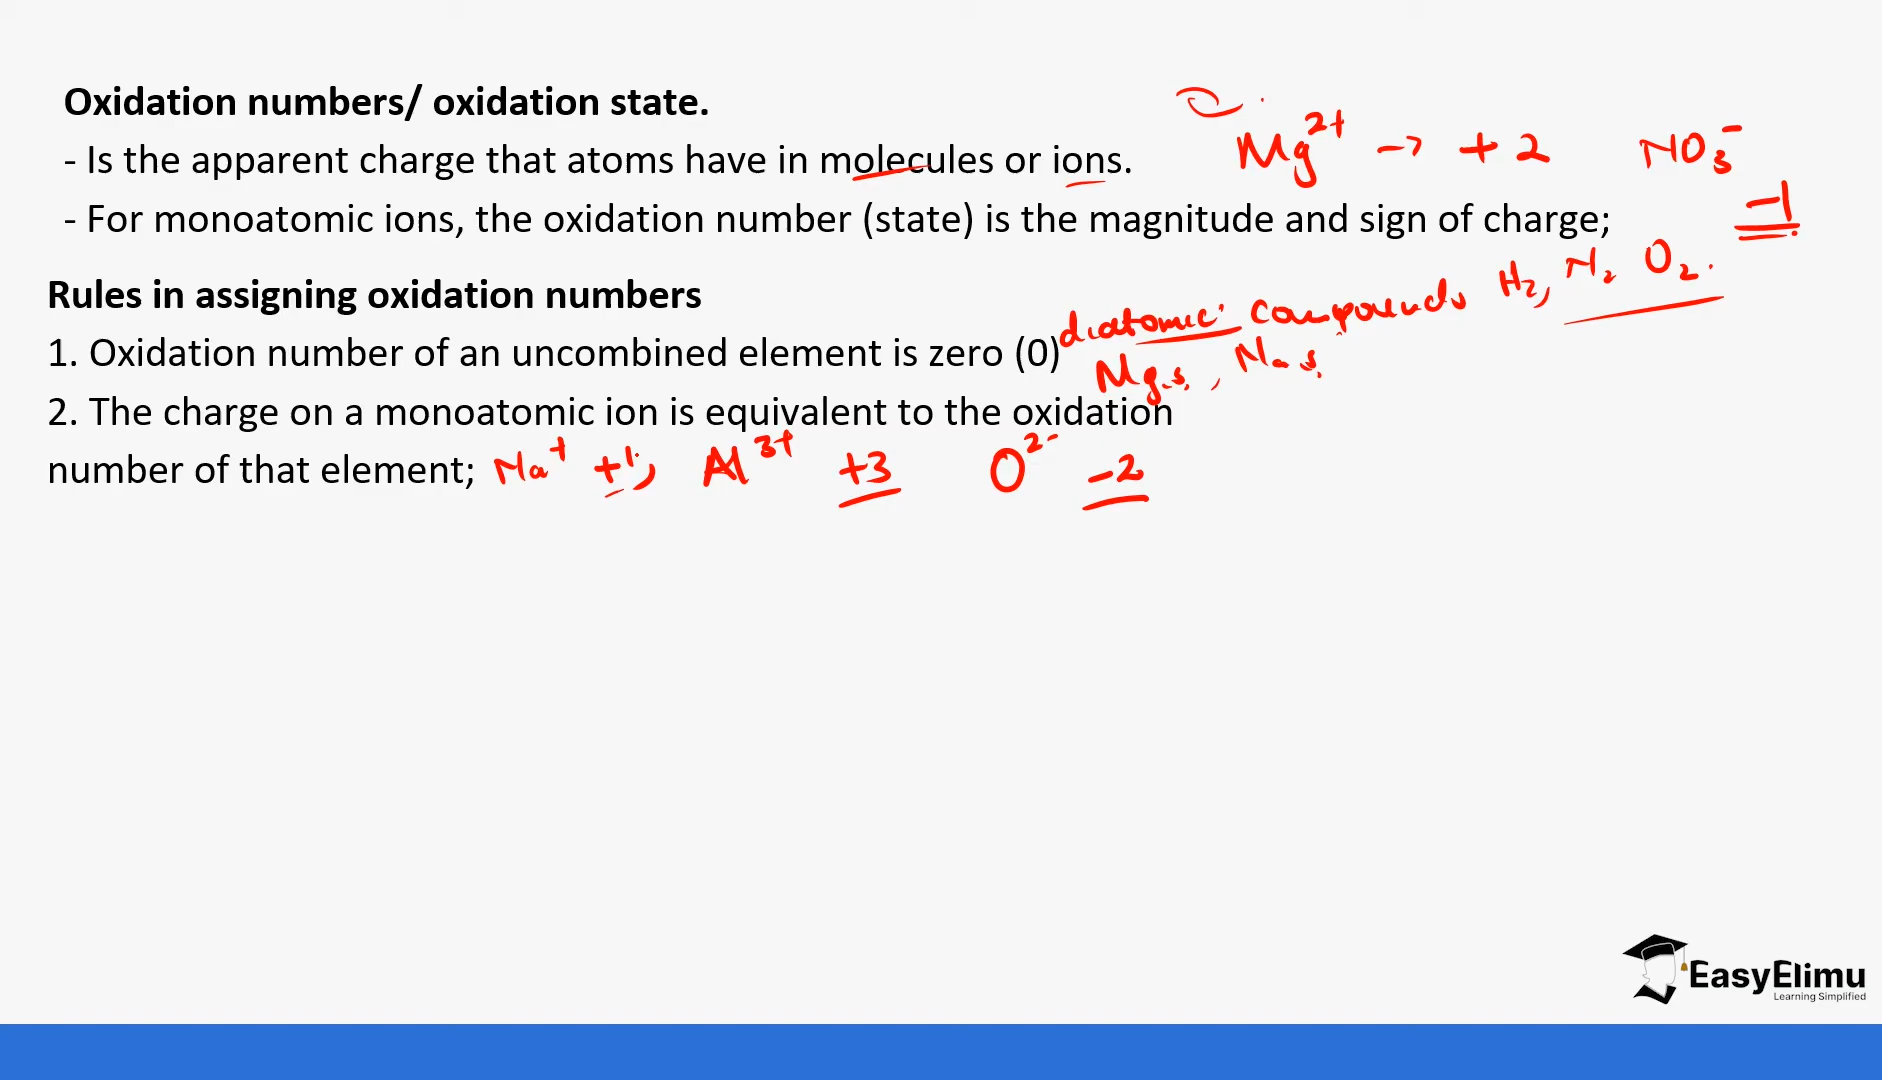 Oxidation numbers/ oxidation state.
- Is the apparent charge that atoms have in molecules or ions.
Mg²⁺ → +2 NO₃⁻
- For monoatomic ions, the oxidation number (state) is the magnitude and sign of charge;
-1
Rules in assigning oxidation numbers
diatomic compounds H₂, N₂ O₂.
1. Oxidation number of an uncombined element is zero (0)
Mg s, Na s,
2. The charge on a monoatomic ion is equivalent to the oxidation
number of that element; Na⁺ +1, Al³⁺ +3 O²⁻ -2
EasyElimu
Learning Simplified